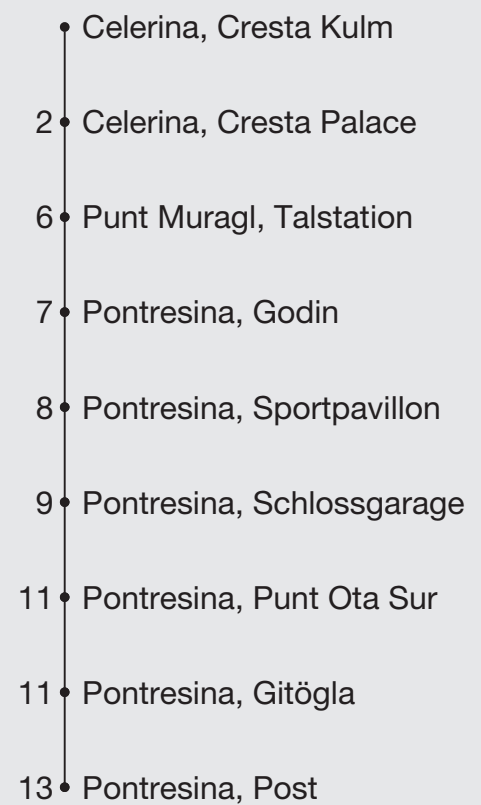 Celerina, Cresta Kulm
2 Celerina, Cresta Palace
6 Punt Muragl, Talstation
7 Pontresina, Godin
8 Pontresina, Sportpavillon
9 Pontresina, Schlossgarage
11 Pontresina, Punt Ota Sur
11 Pontresina, Gitögla
13 Pontresina, Post